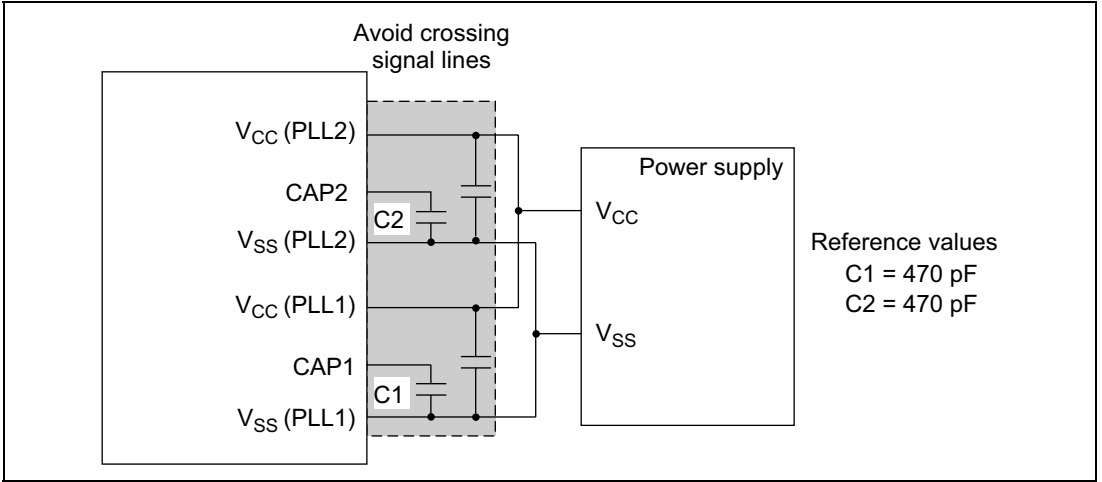 Avoid crossing
signal lines
VCC (PLL2)
CAP2
C2
VSS (PLL2)
VCC (PLL1)
CAP1
C1
VSS (PLL1)
Power supply
VCC
VSS
Reference values
C1 = 470 pF
C2 = 470 pF